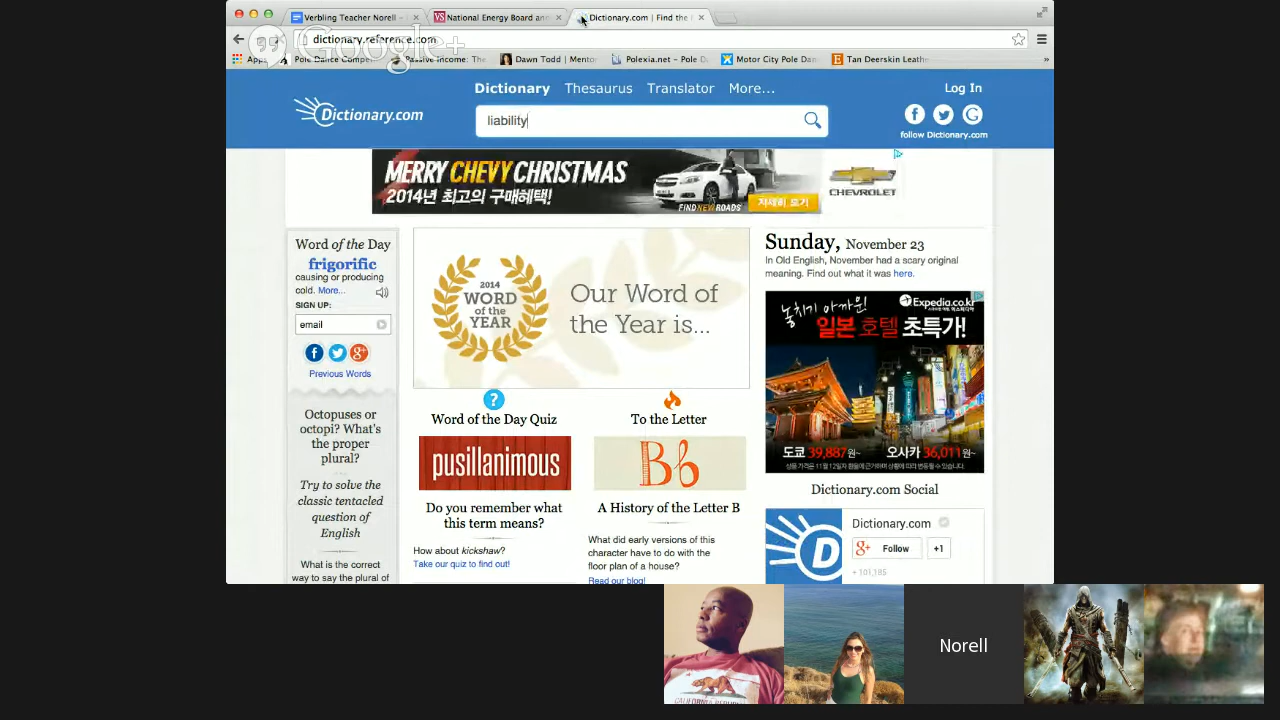 Verbling Teacher Norell -
National Energy Board and
Dictionary.com | Find the
Google+
dictionary.reference.com
Apps
Pole Dance Compe
Passive Income: The
Dawn Todd | Mento
Polexia.net - Pole D
Motor City Pole Da
Tan Deerskin Leath
Dictionary Thesaurus Translator More...
Log In
Dictionary.com
liability
follow Dictionary.com
MERRY CHEVY CHRISTMAS
2014년 최고의 구매혜택!
FIND NEW ROADS
자세히 보기
CHEVROLET
Word of the Day
frigorific
causing or producing
cold. More...
SIGN UP:
email
Previous Words
Octopuses or
octopi? What's
the proper
plural?
Try to solve the
classic tentacled
question of
English
What is the correct
way to say the plural of
2014
WORD
of the
YEAR
Our Word of
the Year is...
Word of the Day Quiz
pusillanimous
Do you remember what
this term means?
How about kickshaw?
Take our quiz to find out!
To the Letter
Bb
A History of the Letter B
What did early versions of this
character have to do with the
floor plan of a house?
Read our blog!
Sunday, November 23
In Old English, November had a scary original
meaning. Find out what it was here.
Expedia.co.kr
놓치기 아까운!
일본 호텔 초특가!
도쿄 39,887원~ 오사카 36,011원~
Dictionary.com Social
Dictionary.com
Follow
+1
+ 101,185
Norell